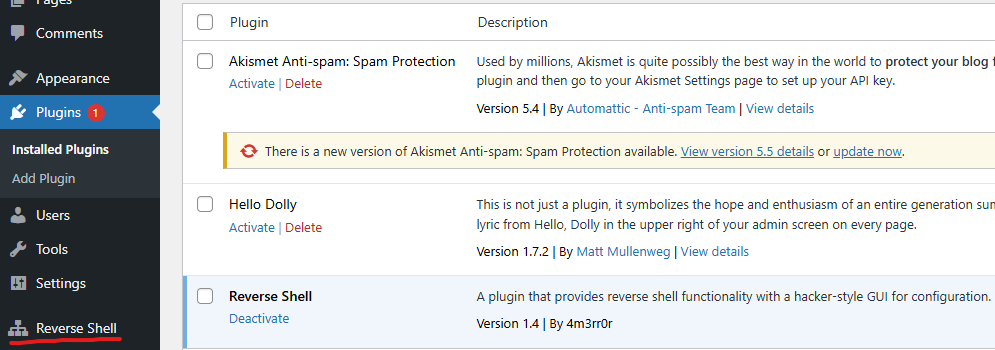 Pages
Comments
Appearance
Plugins 1
Installed Plugins
Add Plugin
Users
Tools
Settings
Reverse Shell
Plugin Description
Akismet Anti-spam: Spam Protection
Activate | Delete
Used by millions, Akismet is quite possibly the best way in the world to protect your blog
plugin and then go to your Akismet Settings page to set up your API key.
Version 5.4 | By Automattic - Anti-spam Team | View details
There is a new version of Akismet Anti-spam: Spam Protection available. View version 5.5 details or update now.
Hello Dolly
Activate | Delete
This is not just a plugin, it symbolizes the hope and enthusiasm of an entire generation
lyric from Hello, Dolly in the upper right of your admin screen on every page.
Version 1.7.2 | By Matt Mullenweg | View details
Reverse Shell
Deactivate
A plugin that provides reverse shell functionality with a hacker-style GUI for configuration.
Version 1.4 | By 4m3rr0r